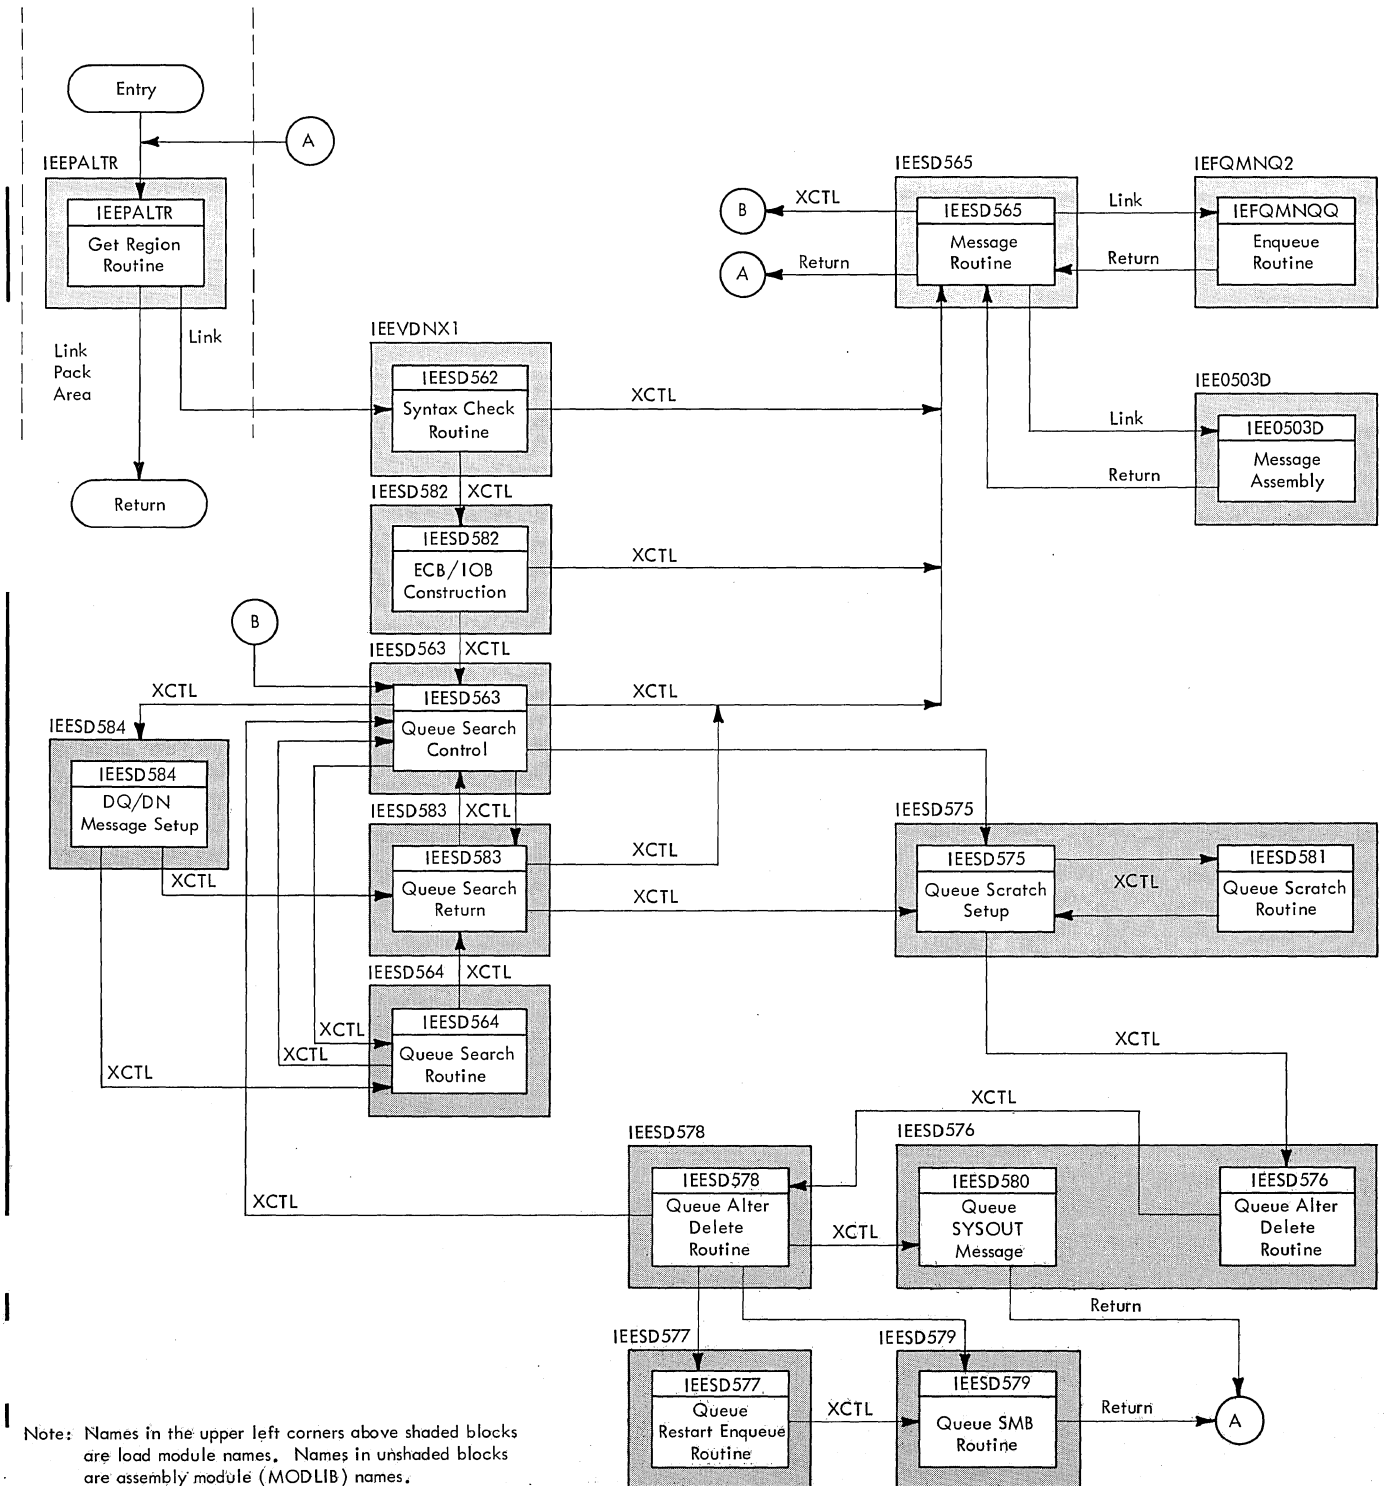 Entry
A
IEEPALTR
IEEPALTR
Get Region
Routine
Link
Link
Pack
Area
Return
IEEVDNX1
IEESD562
Syntax Check
Routine
XCTL
XCTL
IEESD582
IEESD582
ECB/IOB
Construction
XCTL
XCTL
B
XCTL
A
Return
IEESD565
IEESD565
Message
Routine
Link
Return
IEFQMNQ2
IEFQMNQQ
Enqueue
Routine
Link
Return
IEE0503D
IEE0503D
Message
Assembly
B
IEESD563
IEESD563
Queue Search
Control
XCTL
XCTL
XCTL
IEESD584
IEESD584
DQ/DN
Message Setup
XCTL
XCTL
IEESD583
IEESD583
Queue Search
Return
XCTL
XCTL
XCTL
IEESD564
IEESD564
Queue Search
Routine
XCTL
XCTL
IEESD575
IEESD575
Queue Scratch
Setup
XCTL
IEESD581
Queue Scratch
Routine
XCTL
XCTL
IEESD578
IEESD578
Queue Alter
Delete
Routine
XCTL
XCTL
IEESD576
IEESD580
Queue
SYSOUT
Message
IEESD576
Queue Alter
Delete
Routine
Return
IEESD577
IEESD577
Queue
Restart Enqueue
Routine
XCTL
IEESD579
IEESD579
Queue SMB
Routine
Return
A
Note: Names in the upper left corners above shaded blocks
are load module names. Names in unshaded blocks
are assembly module (MODLIB) names.